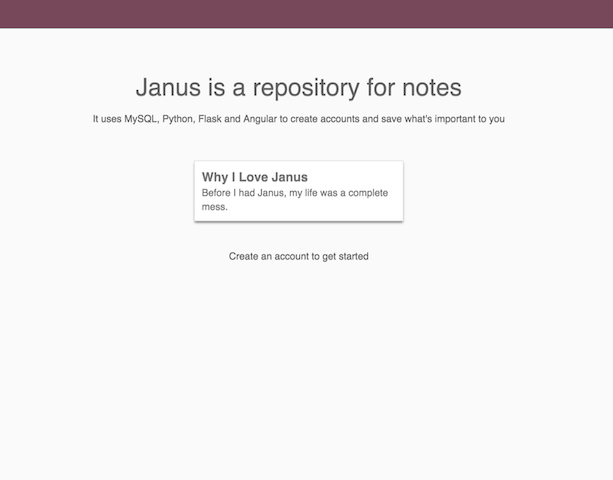 Janus is a repository for notes
It uses MySQL, Python, Flask and Angular to create accounts and save what's important to you
Why I Love Janus
Before I had Janus, my life was a complete
mess.
Create an account to get started